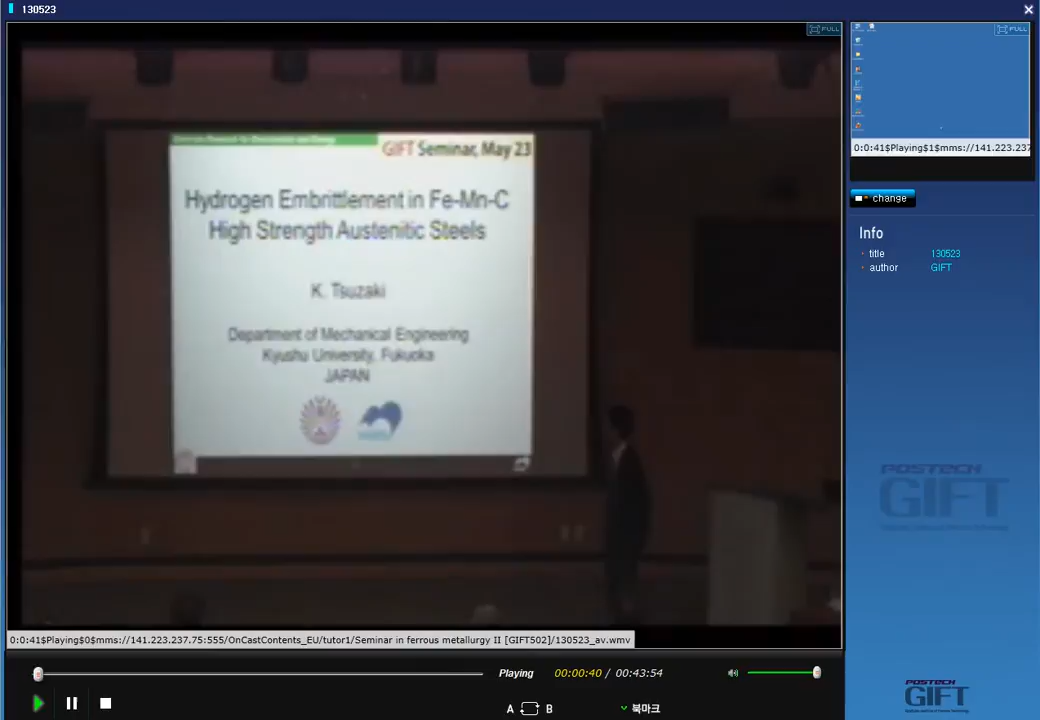 130523
FULL
FULL
GIFT Seminar, May 23
Hydrogen Embrittlement in Fe-Mn-C
High Strength Austenitic Steels
K. Tsuzaki
Department of Mechanical Engineering
Kyushu University, Fukuoka
JAPAN
0:0:41$Playing$1$mms://141.223.237
change
Info
title 130523
author GIFT
POSTECH
GIFT
0:0:41$Playing$0$mms://141.223.237.75:555/OnCastContents_EU/tutor1/Seminar in ferrous metallurgy II [GIFT502]/130523_av.wmv
Playing 00:00:40 / 00:43:54
A B 북마크
POSTECH
GIFT